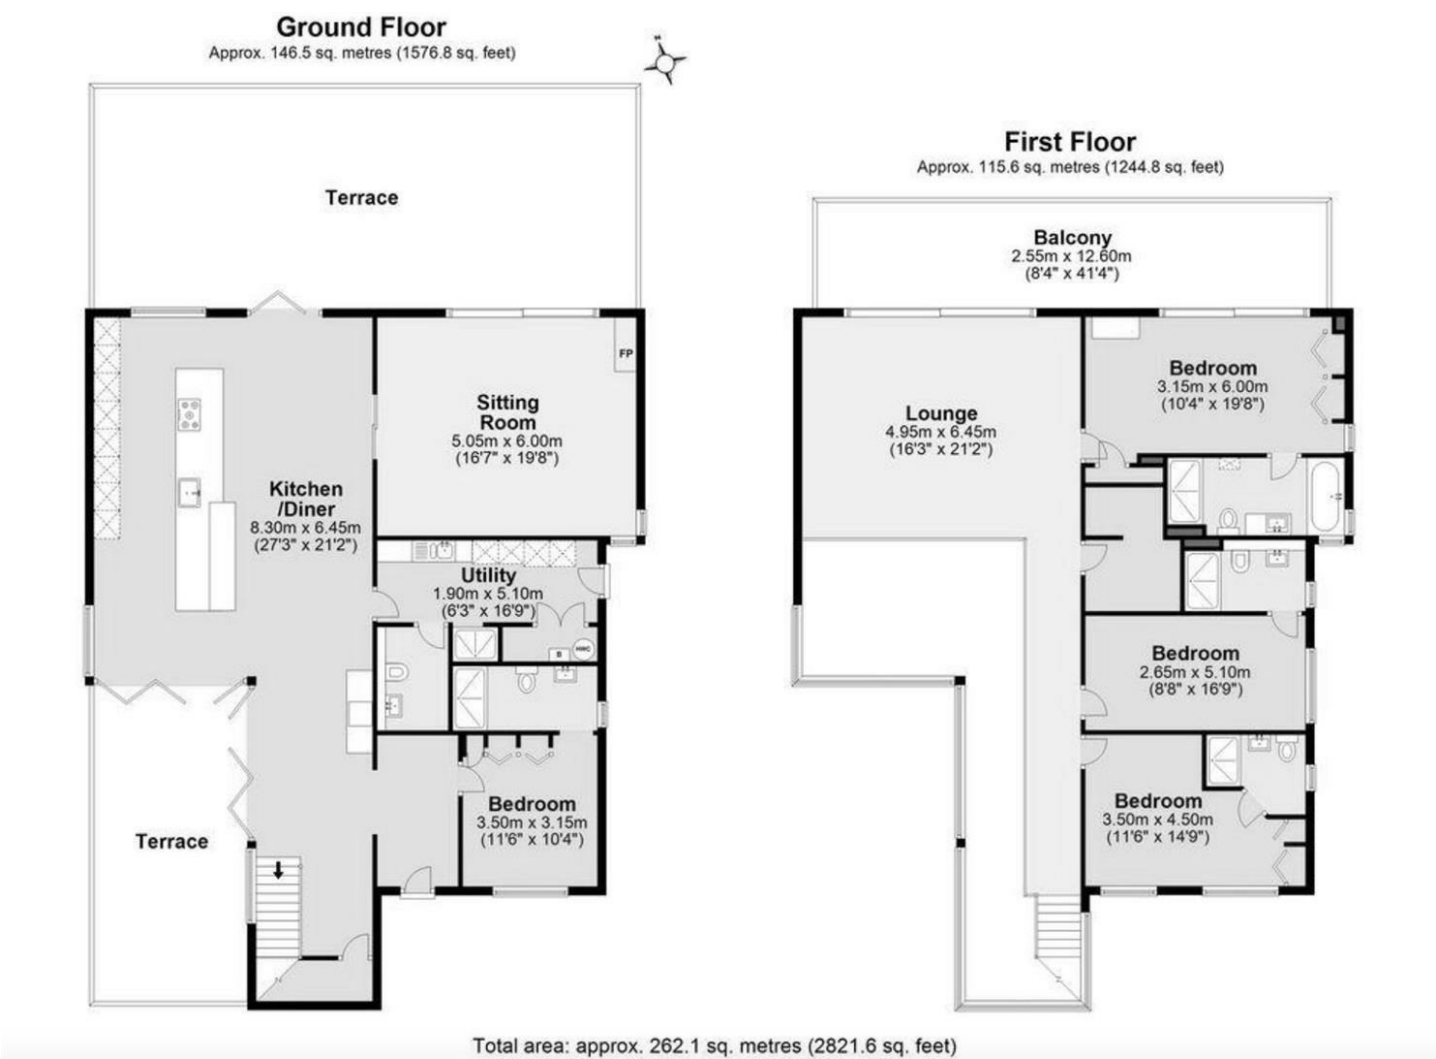 Ground Floor
Approx. 146.5 sq. metres (1576.8 sq. feet)
N
Terrace
FP
Sitting
Room
5.05m x 6.00m
(16'7" x 19'8")
Kitchen
/Diner
8.30m x 6.45m
(27'3" x 21'2")
Utility
1.90m x 5.10m
(6'3" x 16'9")
B
HWC
Bedroom
3.50m x 3.15m
(11'6" x 10'4")
Terrace
First Floor
Approx. 115.6 sq. metres (1244.8 sq. feet)
Balcony
2.55m x 12.60m
(8'4" x 41'4")
Bedroom
3.15m x 6.00m
(10'4" x 19'8")
Lounge
4.95m x 6.45m
(16'3" x 21'2")
Bedroom
2.65m x 5.10m
(8'8" x 16'9")
Bedroom
3.50m x 4.50m
(11'6" x 14'9")
Total area: approx. 262.1 sq. metres (2821.6 sq. feet)